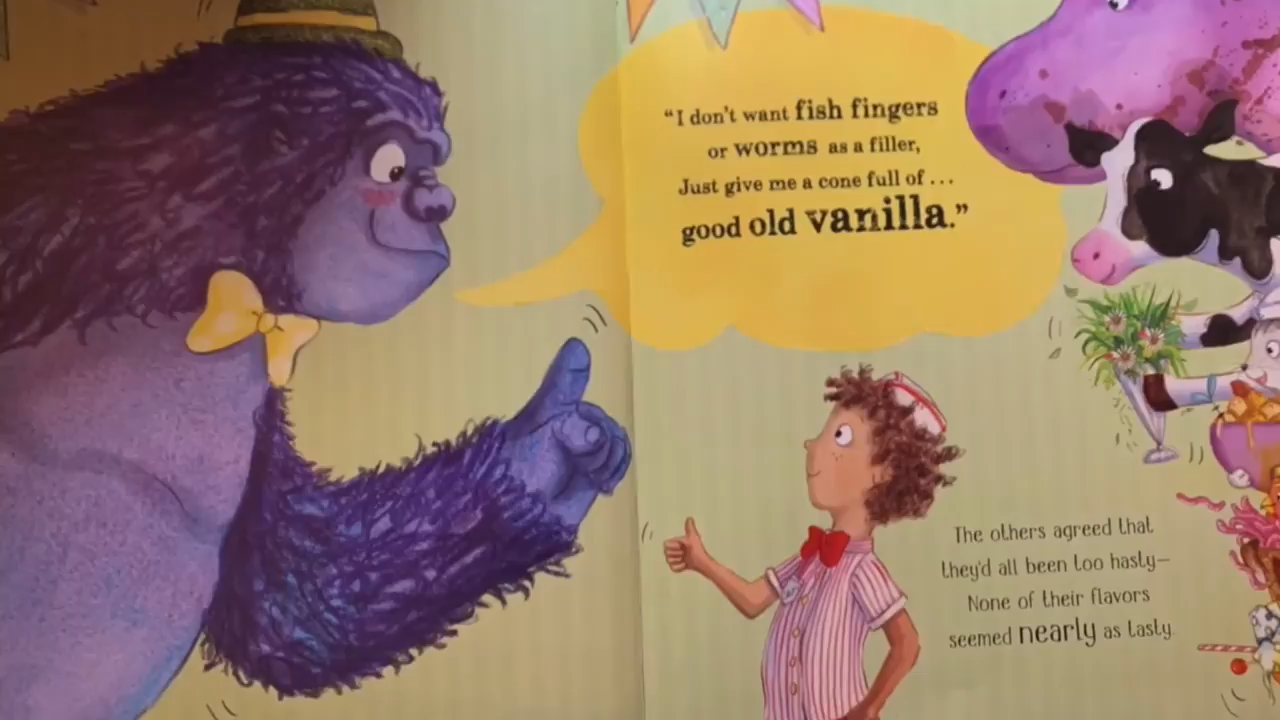 "I don't want fish fingers
or worms as a filler,
Just give me a cone full of ...
good old vanilla."
The others agreed that
they'd all been too hasty—
None of their flavors
seemed nearly as tasty.